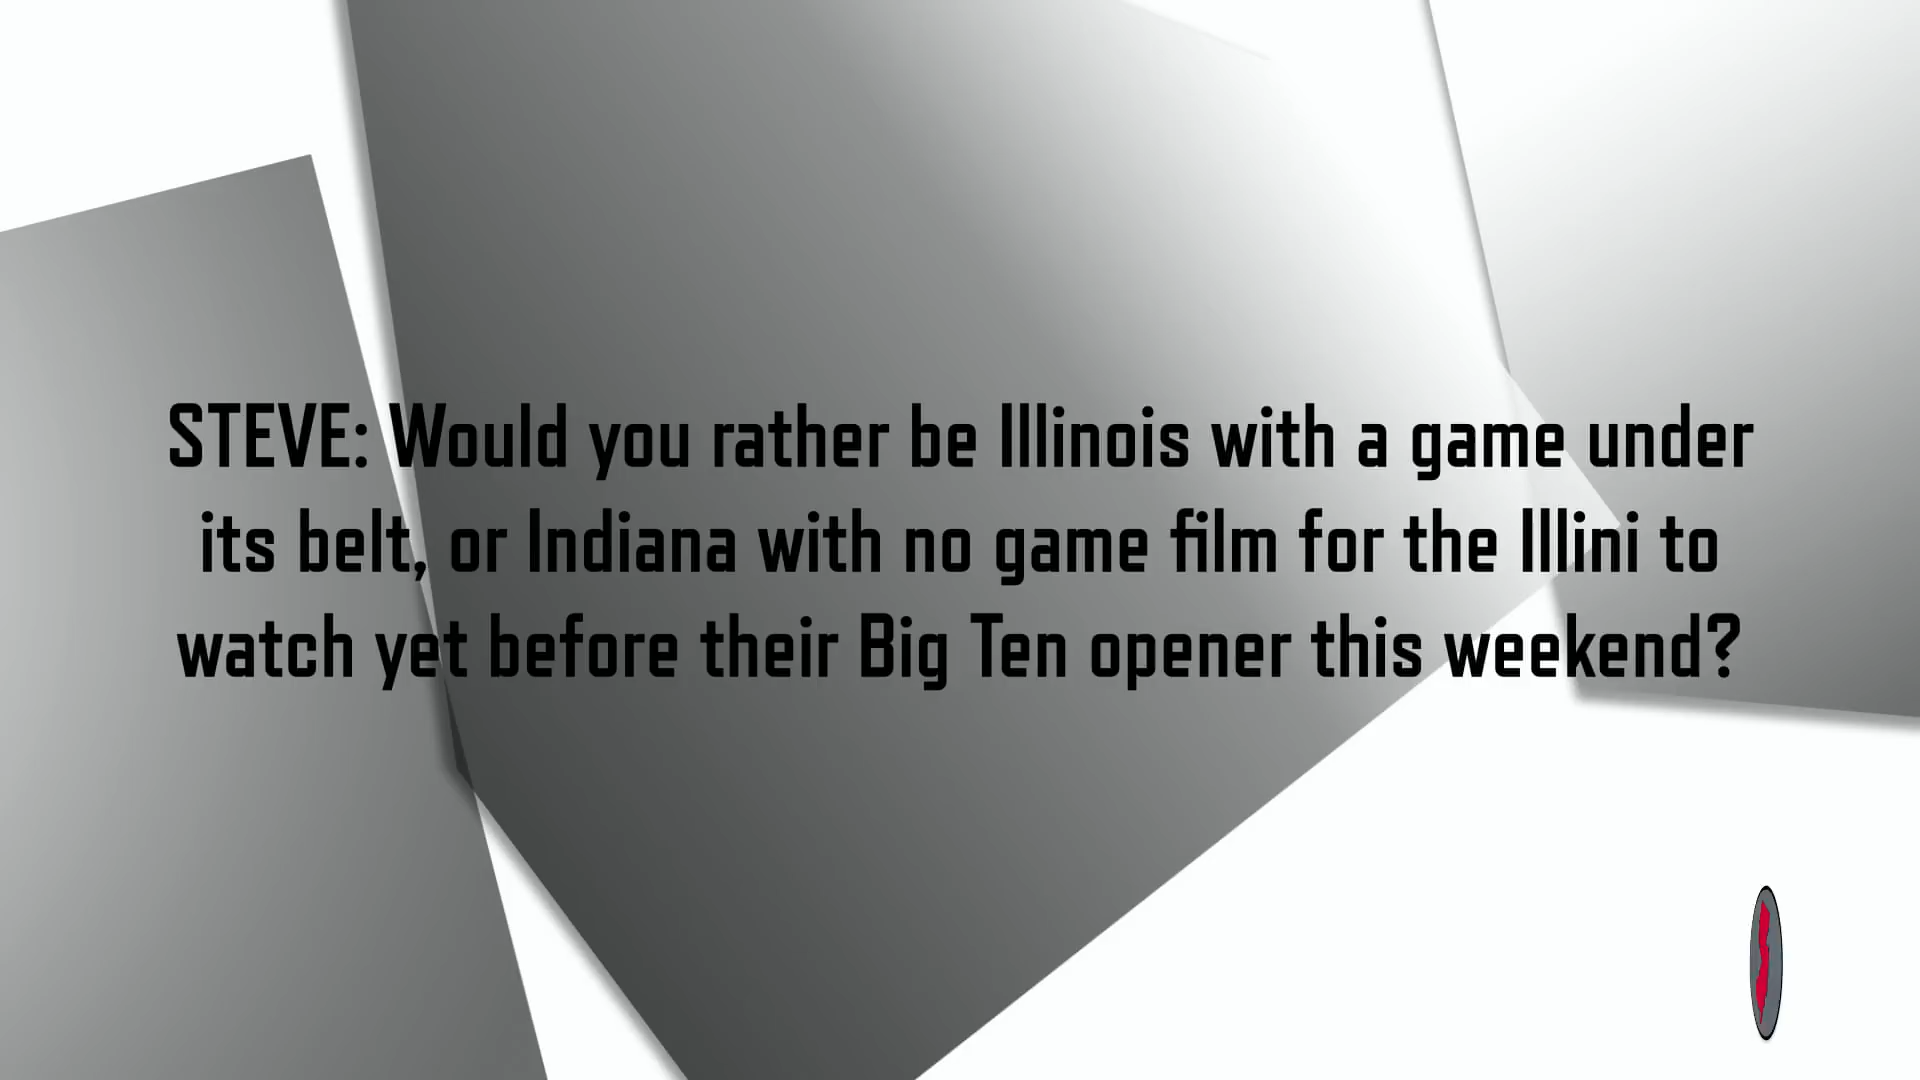 STEVE: Would you rather be Illinois with a game under
its belt, or Indiana with no game film for the Illini to
watch yet before their Big Ten opener this weekend?